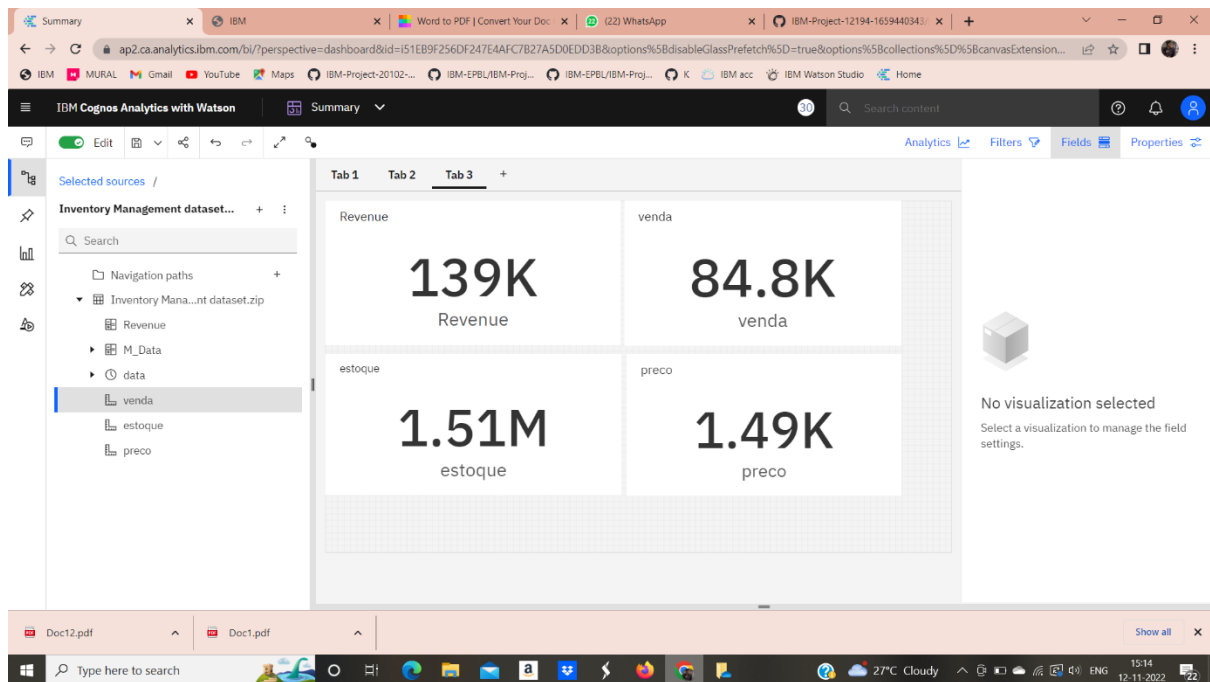 Summary
IBM
Word to PDF | Convert Your Doc
(22) WhatsApp
IBM-Project-12194-1659440343/
ap2.ca.analytics.ibm.com/bi/?perspective=dashboard&id=i51EB9F256DF247E4AFC7B27A5D0EDD3B&options%5BdisableGlassPrefetch%5D=true&options%5Bcollections%5D%5BcanvasExtension...
IBM MURAL Gmail YouTube Maps IBM-Project-20102-... IBM-EPBL/IBM-Proj... IBM-EPBL/IBM-Proj... K IBM acc IBM Watson Studio Home
IBM Cognos Analytics with Watson
Summary
30
Search content
Edit
Analytics Filters Fields Properties
Selected sources /
Tab 1 Tab 2 Tab 3 +
Inventory Management dataset... +
Search
Navigation paths +
Inventory Mana...nt dataset.zip
Revenue
M_Data
data
venda
estoque
preco
Revenue
139K
Revenue
venda
84.8K
venda
estoque
1.51M
estoque
preco
1.49K
preco
No visualization selected
Select a visualization to manage the field
settings.
Doc12.pdf
Doc1.pdf
Show all
Type here to search
27°C Cloudy
ENG
15:14
12-11-2022
22